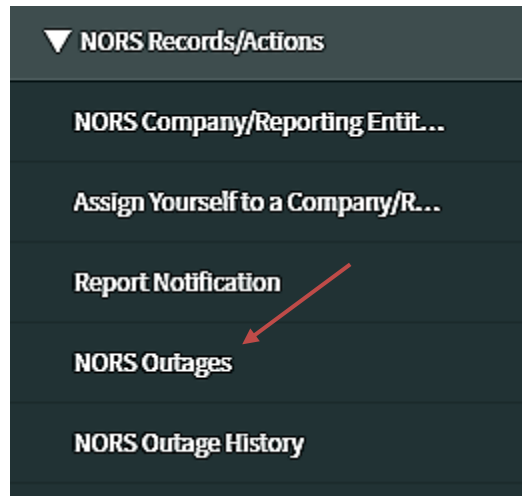 ▼ NORS Records/Actions
NORS Company/Reporting Entit...
Assign Yourself to a Company/R...
Report Notification
NORS Outages
NORS Outage History